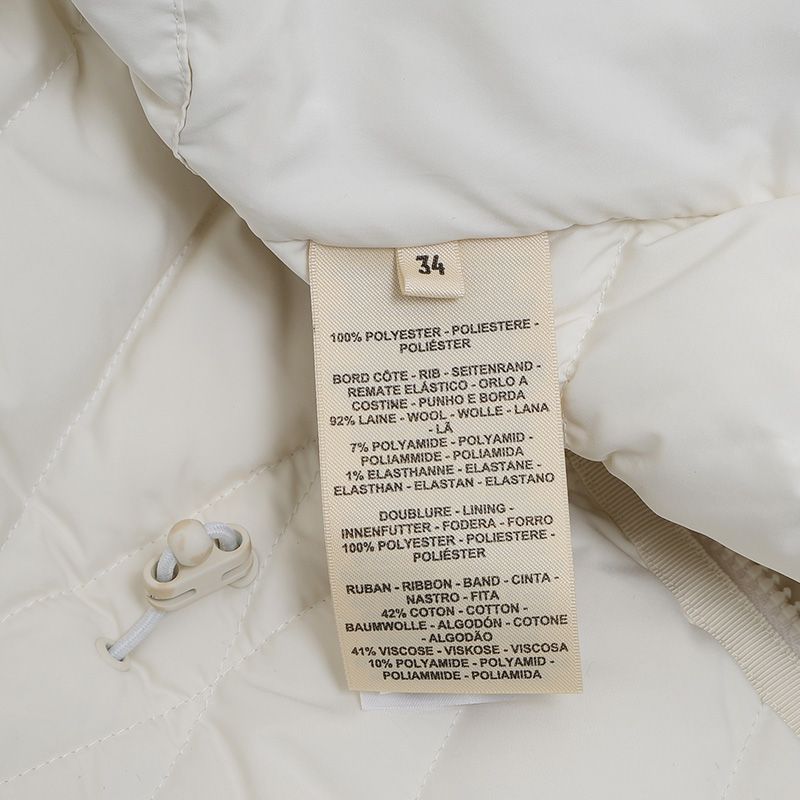 34
100% POLYESTER - POLIESTERE -
POLIÉSTER
BORD CÔTE - RIB - SEITENRAND -
REMATE ELÁSTICO - ORLO A
COSTINE - PUNHO E BORDA
92% LAINE - WOOL - WOLLE - LANA
- LÃ
7% POLYAMIDE - POLYAMID -
POLIAMMIDE - POLIAMIDA
1% ELASTHANNE - ELASTANE -
ELASTHAN - ELASTAN - ELASTANO
DOUBLURE - LINING -
INNENFUTTER - FODERA - FORRO
100% POLYESTER - POLIESTERE -
POLIÉSTER
RUBAN - RIBBON - BAND - CINTA -
NASTRO - FITA
42% COTON - COTTON -
BAUMWOLLE - ALGODÓN - COTONE
- ALGODÃO
41% VISCOSE - VISKOSE - VISCOSA
10% POLYAMIDE - POLYAMID -
POLIAMMIDE - POLIAMIDA